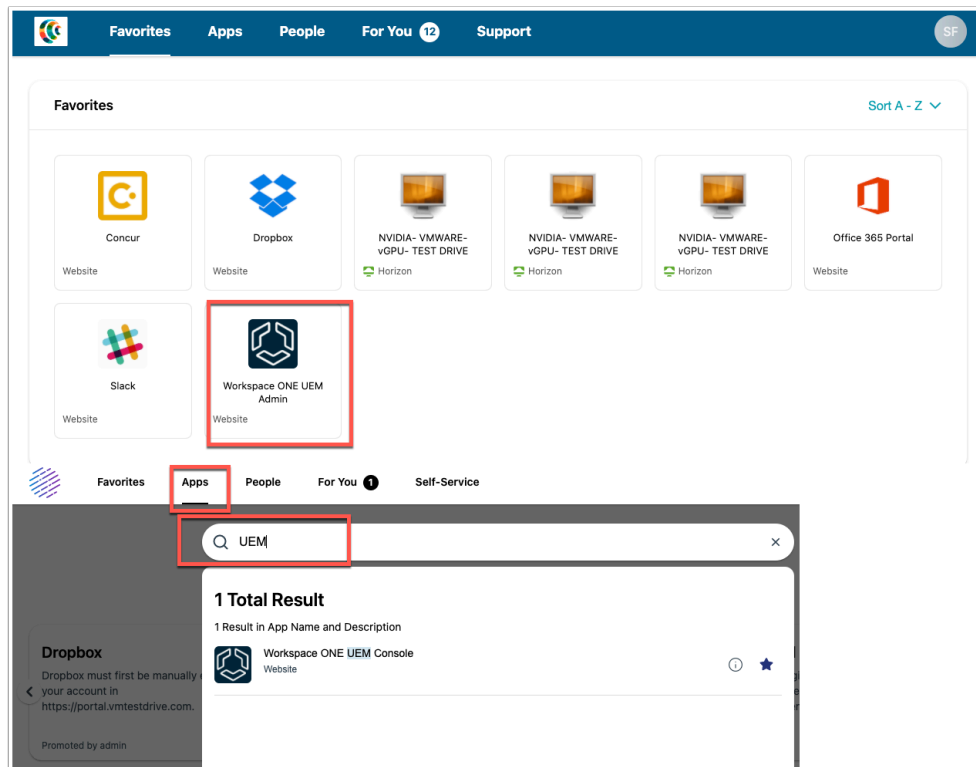 Favorites Apps People For You 12 Support SF
Favorites Sort A - Z
Concur
Website
Dropbox
Website
NVIDIA- VMWARE-
vGPU- TEST DRIVE
Horizon
NVIDIA- VMWARE-
vGPU- TEST DRIVE
Horizon
NVIDIA- VMWARE-
vGPU- TEST DRIVE
Horizon
Office 365 Portal
Website
Slack
Website
Workspace ONE UEM
Admin
Website
Favorites Apps People For You 1 Self-Service
UEM
1 Total Result
1 Result in App Name and Description
Workspace ONE UEM Console
Website
Dropbox
Dropbox must first be manually
your account in
https://portal.vmtestdrive.com.
Promoted by admin